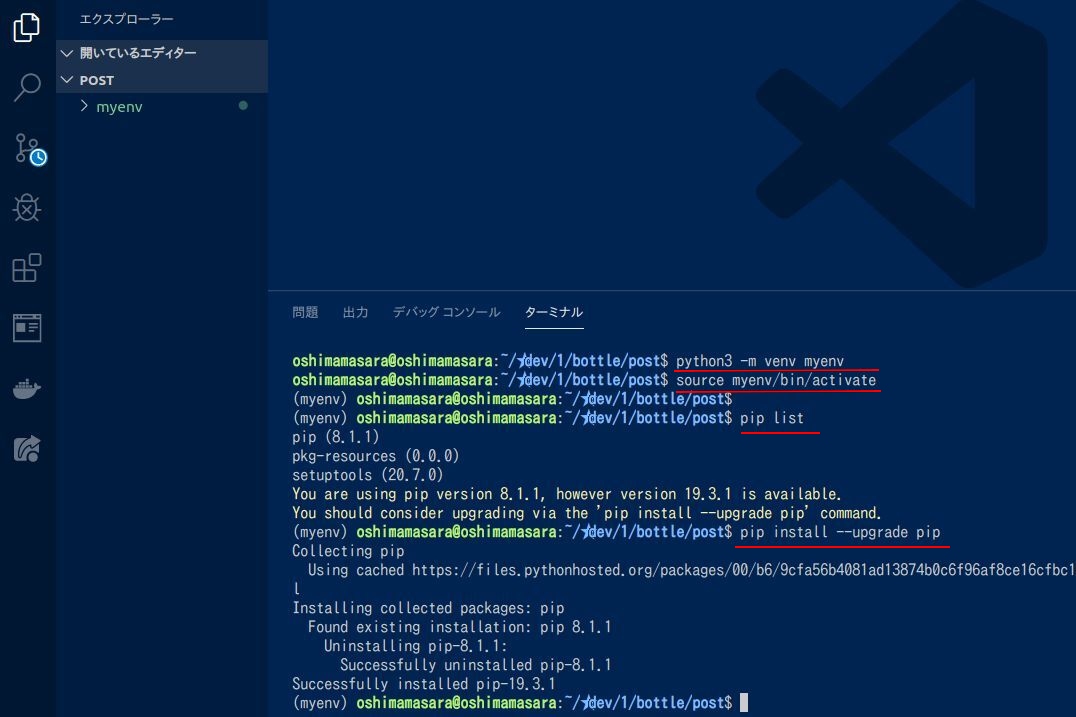 エクスプローラー
開いているエディター
POST
myenv
問題 出力 デバッグ コンソール ターミナル
oshimamasara@oshimamasara:~/★dev/1/bottle/post$ python3 -m venv myenv
oshimamasara@oshimamasara:~/★dev/1/bottle/post$ source myenv/bin/activate
(myenv) oshimamasara@oshimamasara:~/★dev/1/bottle/post$
(myenv) oshimamasara@oshimamasara:~/★dev/1/bottle/post$ pip list
pip (8.1.1)
pkg-resources (0.0.0)
setuptools (20.7.0)
You are using pip version 8.1.1, however version 19.3.1 is available.
You should consider upgrading via the 'pip install --upgrade pip' command.
(myenv) oshimamasara@oshimamasara:~/★dev/1/bottle/post$ pip install --upgrade pip
Collecting pip
Using cached https://files.pythonhosted.org/packages/00/b6/9cfa56b4081ad13874b0c6f96af8ce16cfbc1
l
Installing collected packages: pip
Found existing installation: pip 8.1.1
Uninstalling pip-8.1.1:
Successfully uninstalled pip-8.1.1
Successfully installed pip-19.3.1
(myenv) oshimamasara@oshimamasara:~/★dev/1/bottle/post$